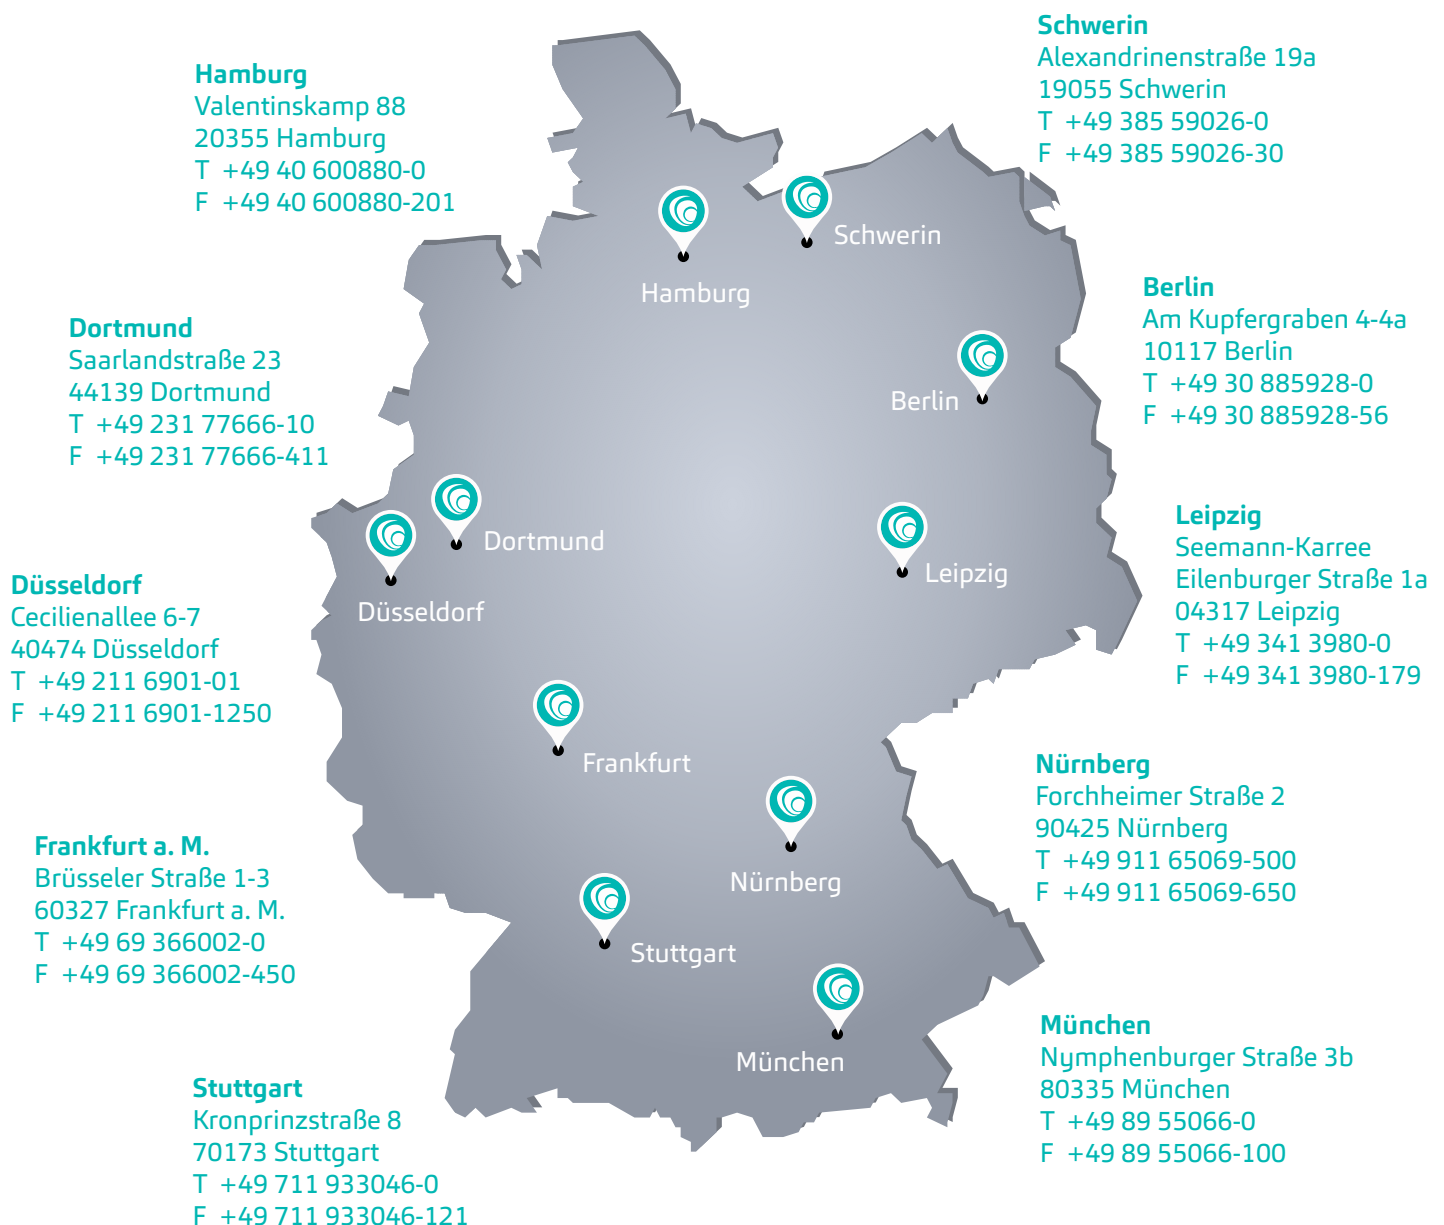 Hamburg
Valentinskamp 88
20355 Hamburg
T +49 40 600880-0
F +49 40 600880-201
Schwerin
Alexandrinenstraße 19a
19055 Schwerin
T +49 385 59026-0
F +49 385 59026-30
Dortmund
Saarlandstraße 23
44139 Dortmund
T +49 231 77666-10
F +49 231 77666-411
Berlin
Am Kupfergraben 4-4a
10117 Berlin
T +49 30 885928-0
F +49 30 885928-56
Düsseldorf
Cecilienallee 6-7
40474 Düsseldorf
T +49 211 6901-01
F +49 211 6901-1250
Leipzig
Seemann-Karree
Eilenburger Straße 1a
04317 Leipzig
T +49 341 3980-0
F +49 341 3980-179
Frankfurt a. M.
Brüsseler Straße 1-3
60327 Frankfurt a. M.
T +49 69 366002-0
F +49 69 366002-450
Nürnberg
Forchheimer Straße 2
90425 Nürnberg
T +49 911 65069-500
F +49 911 65069-650
Stuttgart
Kronprinzstraße 8
70173 Stuttgart
T +49 711 933046-0
F +49 711 933046-121
München
Nymphenburger Straße 3b
80335 München
T +49 89 55066-0
F +49 89 55066-100
Schwerin
Hamburg
Berlin
Dortmund
Leipzig
Düsseldorf
Frankfurt
Nürnberg
Stuttgart
München